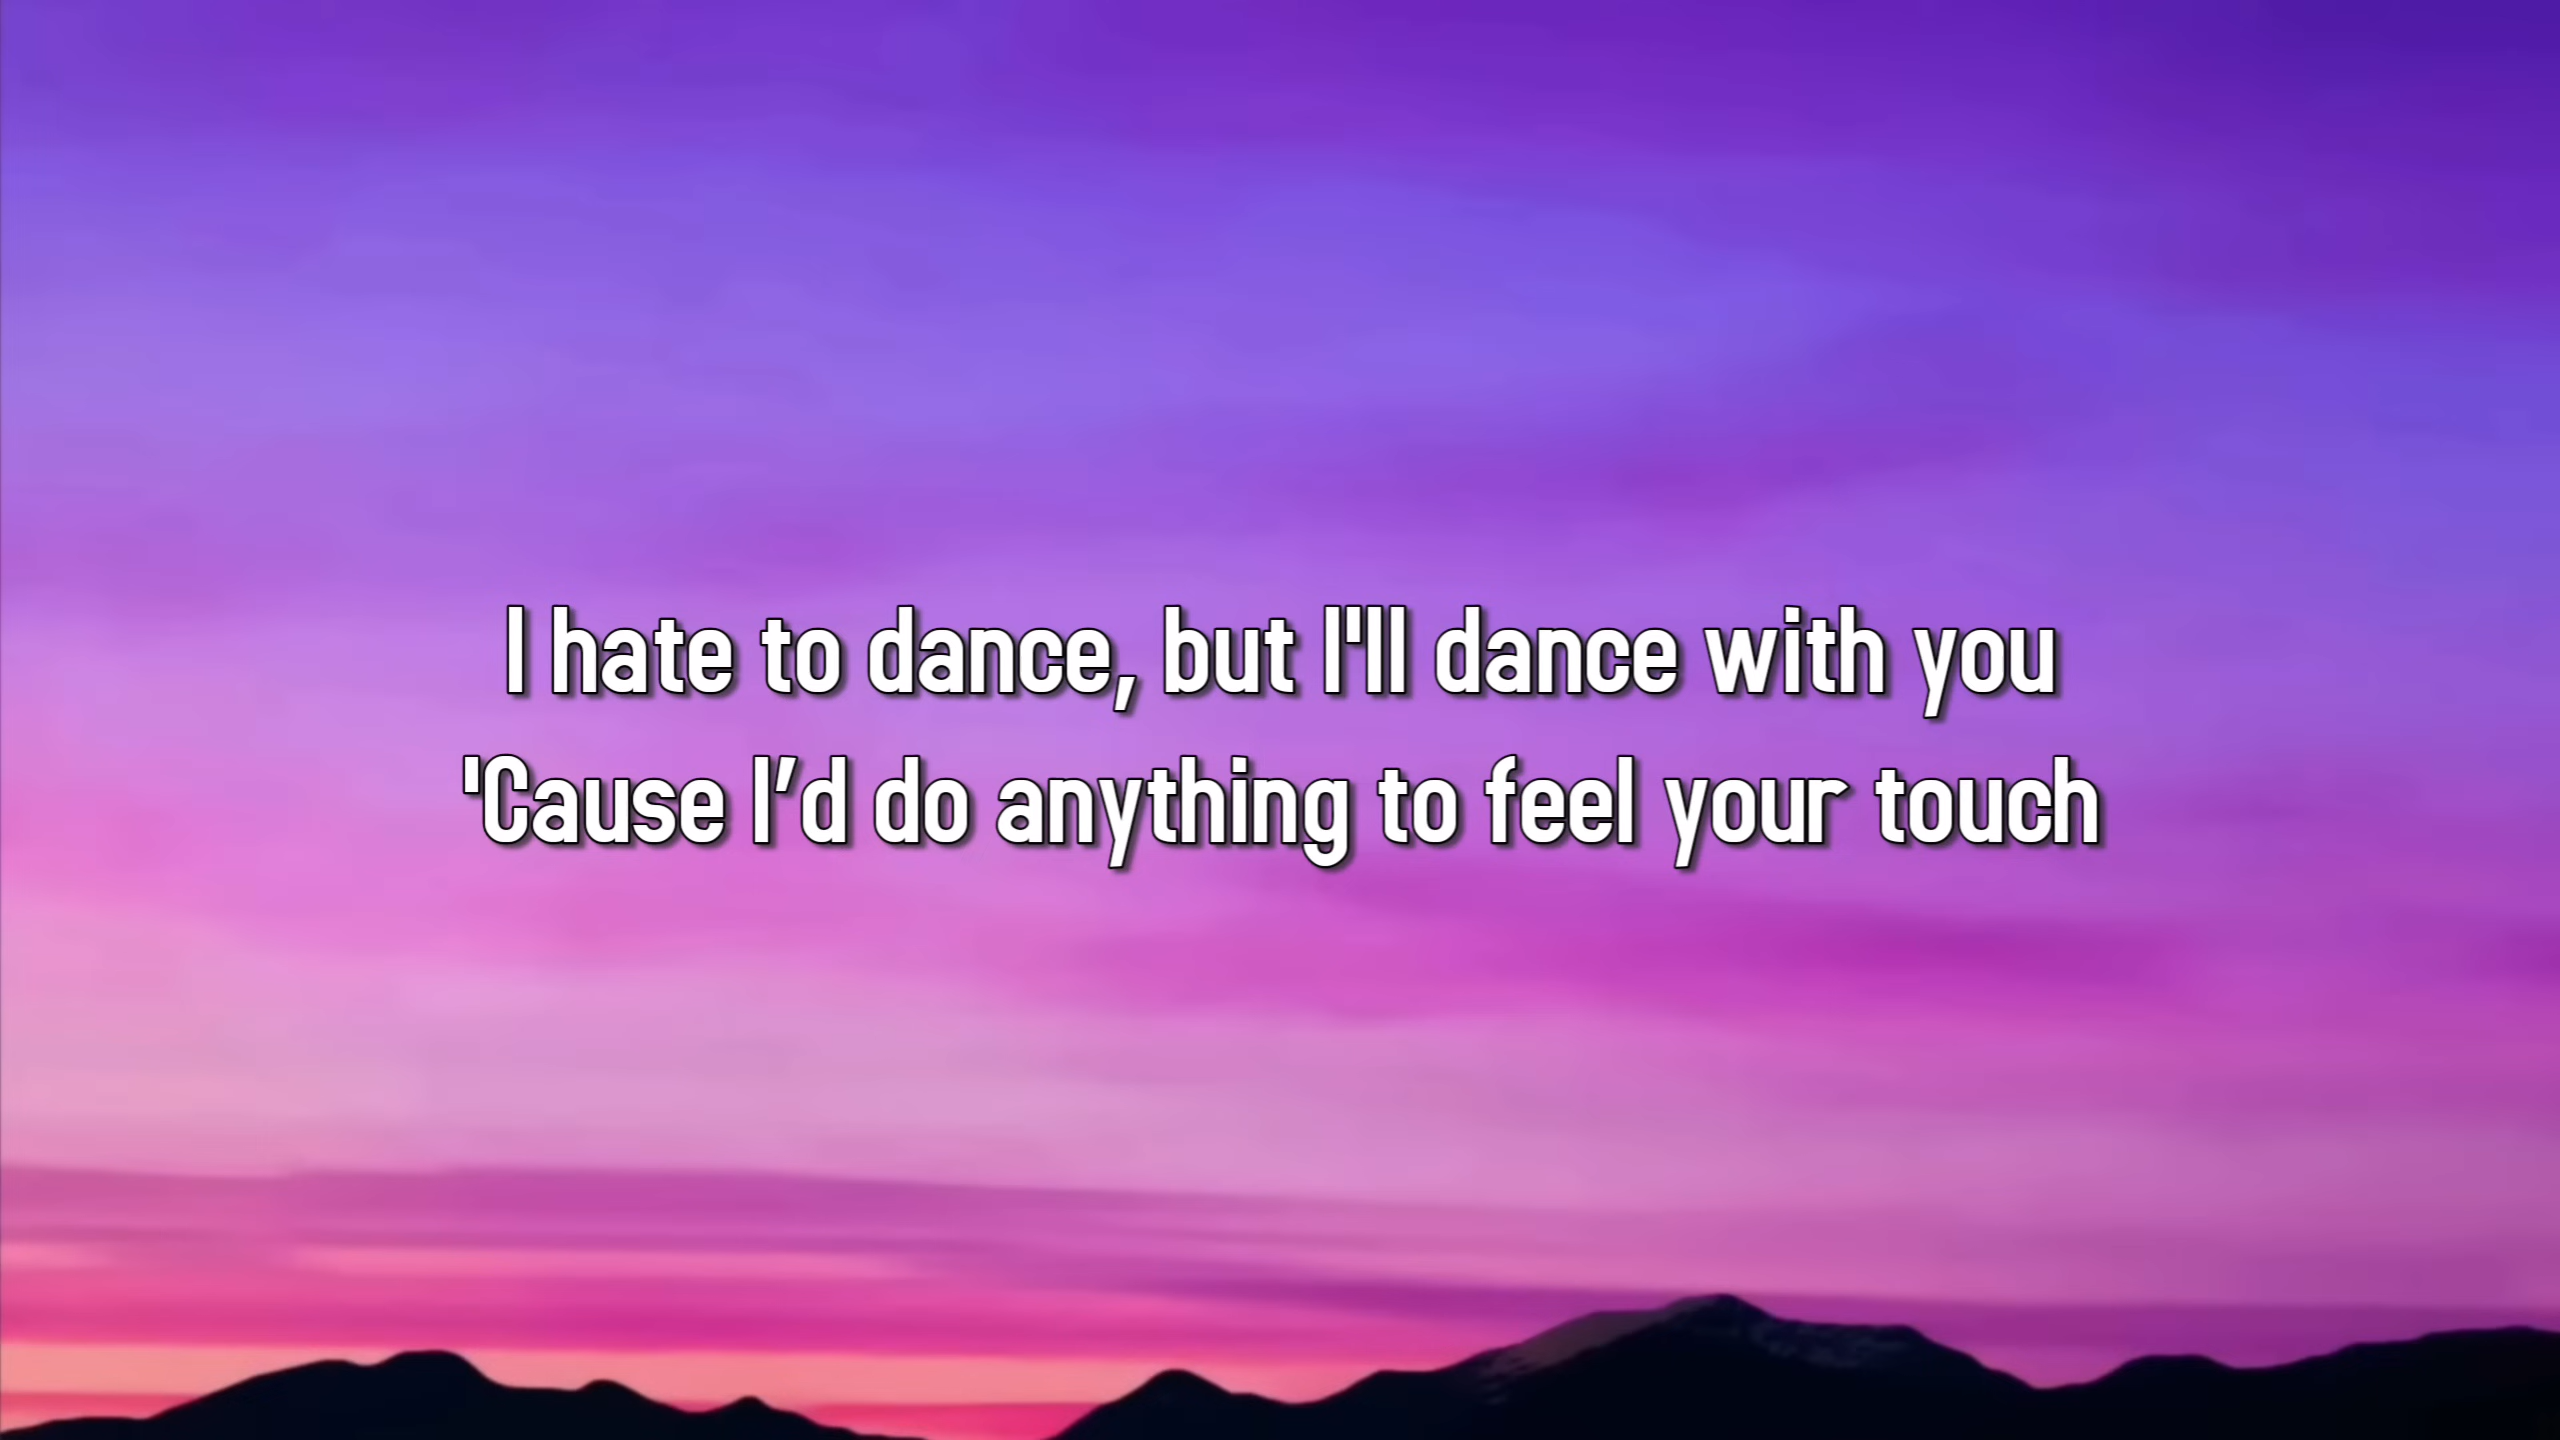 I hate to dance, but I'll dance with you
'Cause I’d do anything to feel your touch